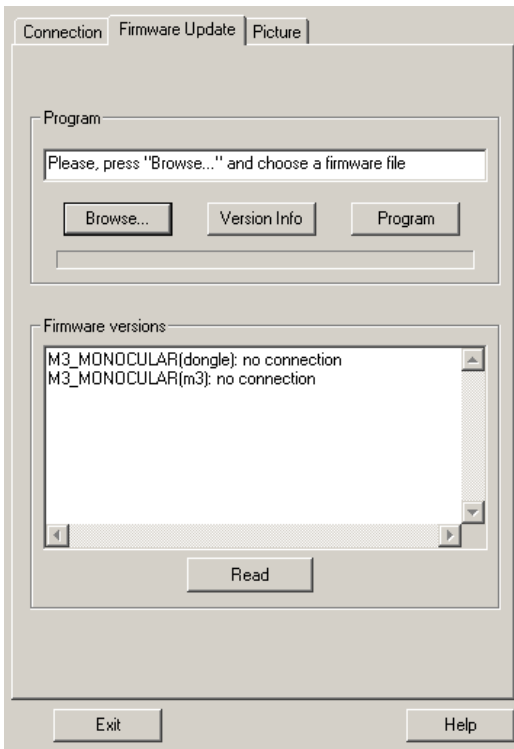 Connection Firmware Update Picture
Program
Please, press "Browse..." and choose a firmware file
Browse... Version Info Program
Firmware versions
M3_MONOCULAR(dongle): no connection
M3_MONOCULAR(m3): no connection
Read
Exit Help